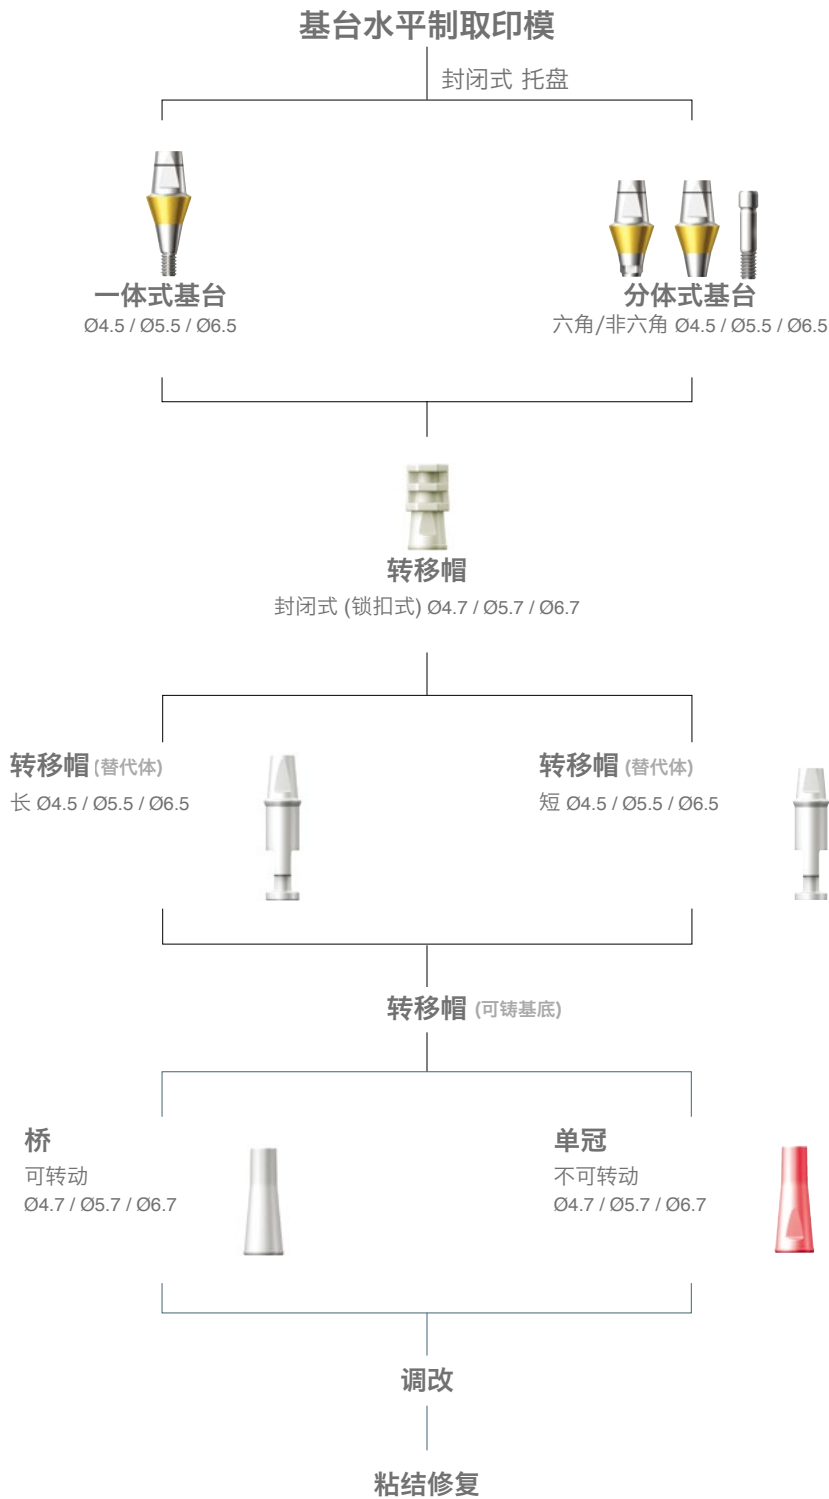 基台水平制取印模
封闭式 托盘
一体式基台
Ø4.5 / Ø5.5 / Ø6.5
分体式基台
六角/非六角 Ø4.5 / Ø5.5 / Ø6.5
转移帽
封闭式 (锁扣式) Ø4.7 / Ø5.7 / Ø6.7
转移帽 (替代体)
长 Ø4.5 / Ø5.5 / Ø6.5
转移帽 (替代体)
短 Ø4.5 / Ø5.5 / Ø6.5
转移帽 (可铸基底)
桥
可转动
Ø4.7 / Ø5.7 / Ø6.7
单冠
不可转动
Ø4.7 / Ø5.7 / Ø6.7
调改
粘结修复